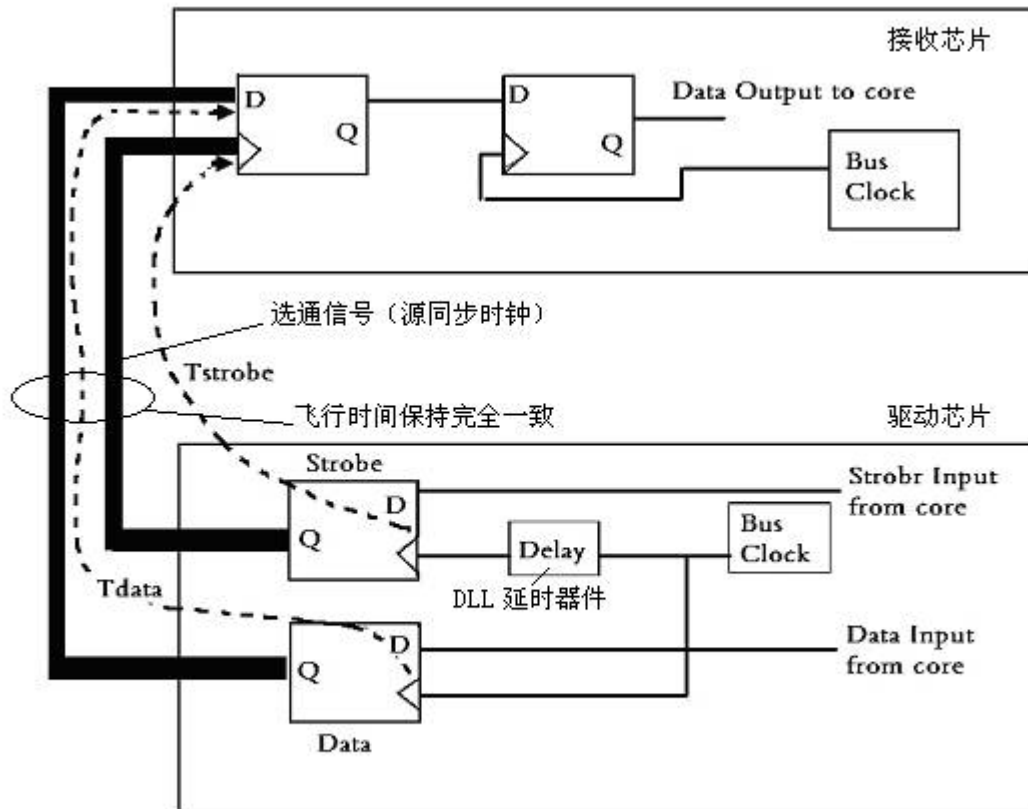 接收芯片
D
Q
D
Q
Data Output to core
Bus
Clock
选通信号（源同步时钟）
Tstrobe
飞行时间保持完全一致
驱动芯片
Strobe
D
Q
Strobr Input
from core
Delay
Bus
Clock
DLL 延时器件
Tdata
D
Q
Data Input
from core
Data